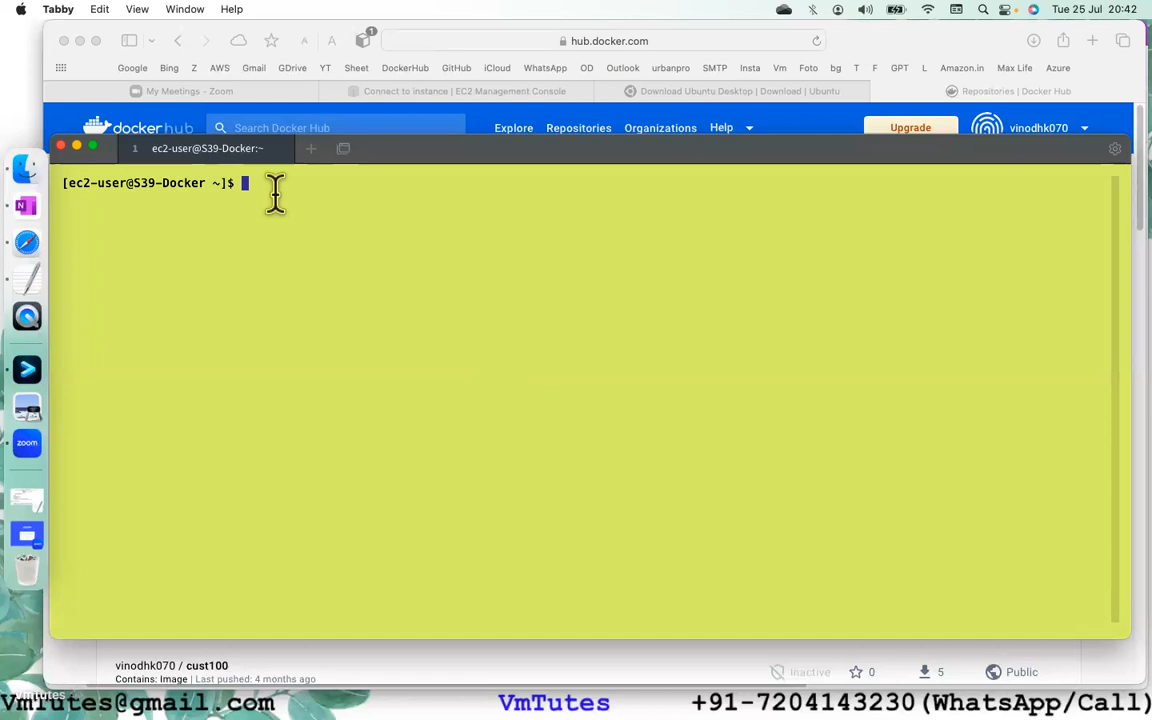 Tabby Edit View Window Help Tue 25 Jul 20:42
1
A A hub.docker.com
Google Bing Z AWS Gmail GDrive YT Sheet DockerHub GitHub iCloud WhatsApp OD Outlook urbanpro SMTP Insta Vm Foto bg T F GPT L Amazon.in Max Life Azure
My Meetings - Zoom Connect to instance | EC2 Management Console Download Ubuntu Desktop | Download | Ubuntu Repositories | Docker Hub
dockerhub Search Docker Hub Explore Repositories Organizations Help Upgrade vinodhk070
1 ec2-user@S39-Docker:~
[ec2-user@S39-Docker ~]$
N
zoom
vinodhk070 / cust100
Contains: Image | Last pushed: 4 months ago Inactive 0 5 Public
VmTutes
VmTutes@gmail.com VmTutes +91-7204143230(WhatsApp/Call)